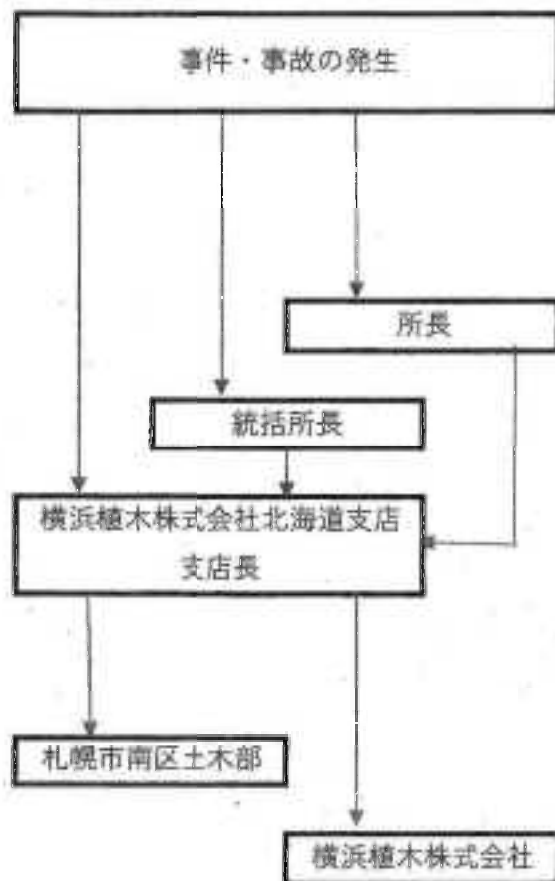 事件・事故の発生
所長
統括所長
横浜植木株式会社北海道支店
支店長
札幌市南区土木部
横浜植木株式会社